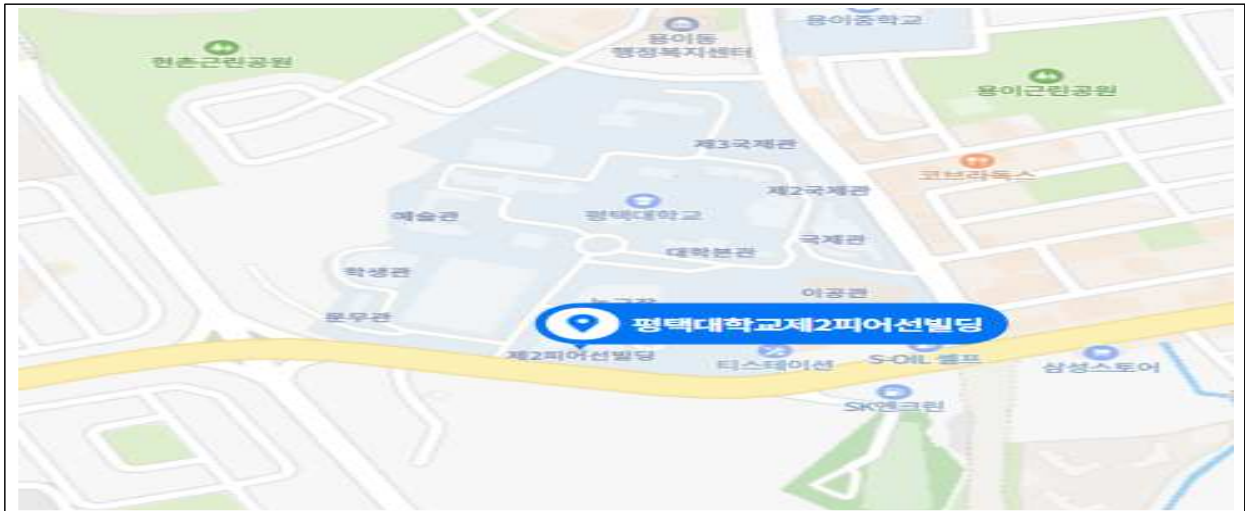 용이중학교
용이동
행정복지센터
현촌근린공원
용이근린공원
제3국제관
코브라독스
제2국제관
예술관
평택대학교
국제관
대학본관
학생관
이공관
문무관
평택대학교제2피어선빌딩
제2피어선빌딩
티스테이션
S-OIL 셀프
삼성스토어
SK엔크린